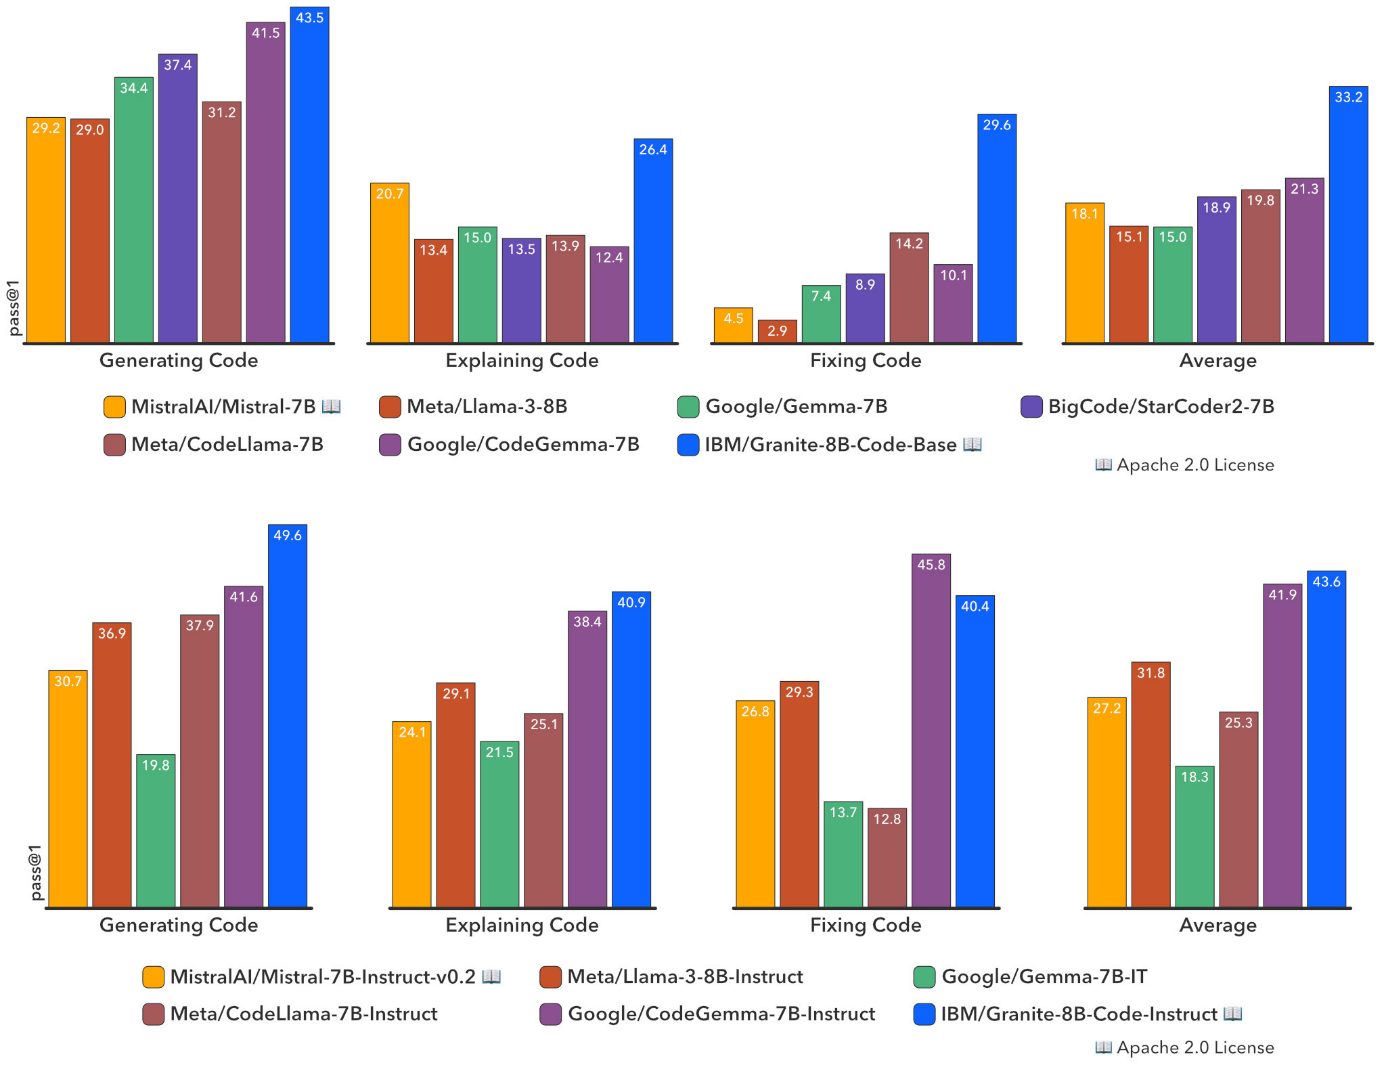 29.2 29.0 34.4 37.4 31.2 41.5 43.5
20.7 13.4 15.0 13.5 13.9 12.4 26.4
4.5 2.9 7.4 8.9 14.2 10.1 29.6
18.1 15.1 15.0 18.9 19.8 21.3 33.2
pass@1
Generating Code Explaining Code Fixing Code Average
MistralAI/Mistral-7B 📖 Meta/Llama-3-8B Google/Gemma-7B BigCode/StarCoder2-7B
Meta/CodeLlama-7B Google/CodeGemma-7B IBM/Granite-8B-Code-Base 📖
📖 Apache 2.0 License
30.7 36.9 19.8 37.9 41.6 49.6
24.1 29.1 21.5 25.1 38.4 40.9
26.8 29.3 13.7 12.8 45.8 40.4
27.2 31.8 18.3 25.3 41.9 43.6
pass@1
Generating Code Explaining Code Fixing Code Average
MistralAI/Mistral-7B-Instruct-v0.2 📖 Meta/Llama-3-8B-Instruct Google/Gemma-7B-IT
Meta/CodeLlama-7B-Instruct Google/CodeGemma-7B-Instruct IBM/Granite-8B-Code-Instruct 📖
📖 Apache 2.0 License